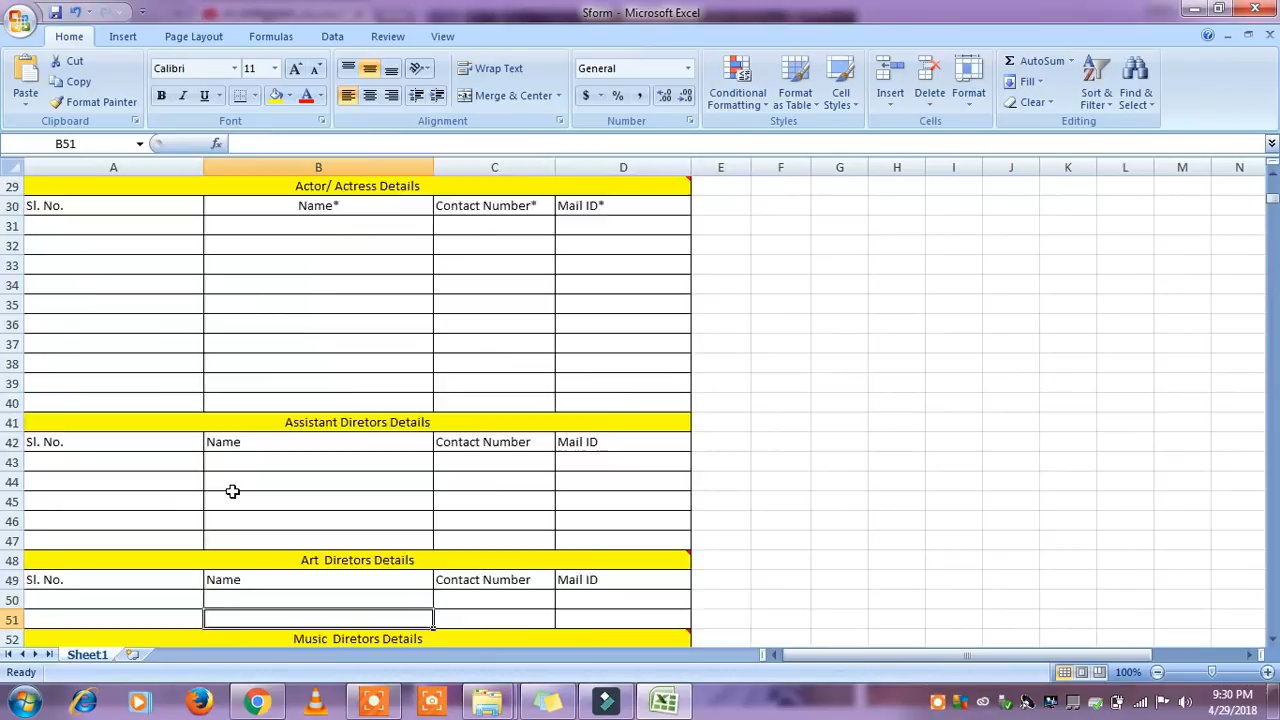 Sform - Microsoft Excel
Home Insert Page Layout Formulas Data Review View
Paste Cut Copy Format Painter Clipboard
Calibri 11 A A B I U A Font
Wrap Text Merge & Center Alignment
General $ % , .0 .00 .00 .0 Number
Conditional Formatting Format as Table Cell Styles Styles
Insert Delete Format Cells
Σ AutoSum Fill Clear Sort & Filter Find & Select Editing
B51 fx
A B C D E F G H I J K L M N
29 Actor/ Actress Details
30 Sl. No. Name* Contact Number* Mail ID*
31
32
33
34
35
36
37
38
39
40
41 Assistant Diretors Details
42 Sl. No. Name Contact Number Mail ID
43
44
45
46
47
48 Art Diretors Details
49 Sl. No. Name Contact Number Mail ID
50
51
52 Music Diretors Details
Sheet1
Ready 100%
9:30 PM
4/29/2018